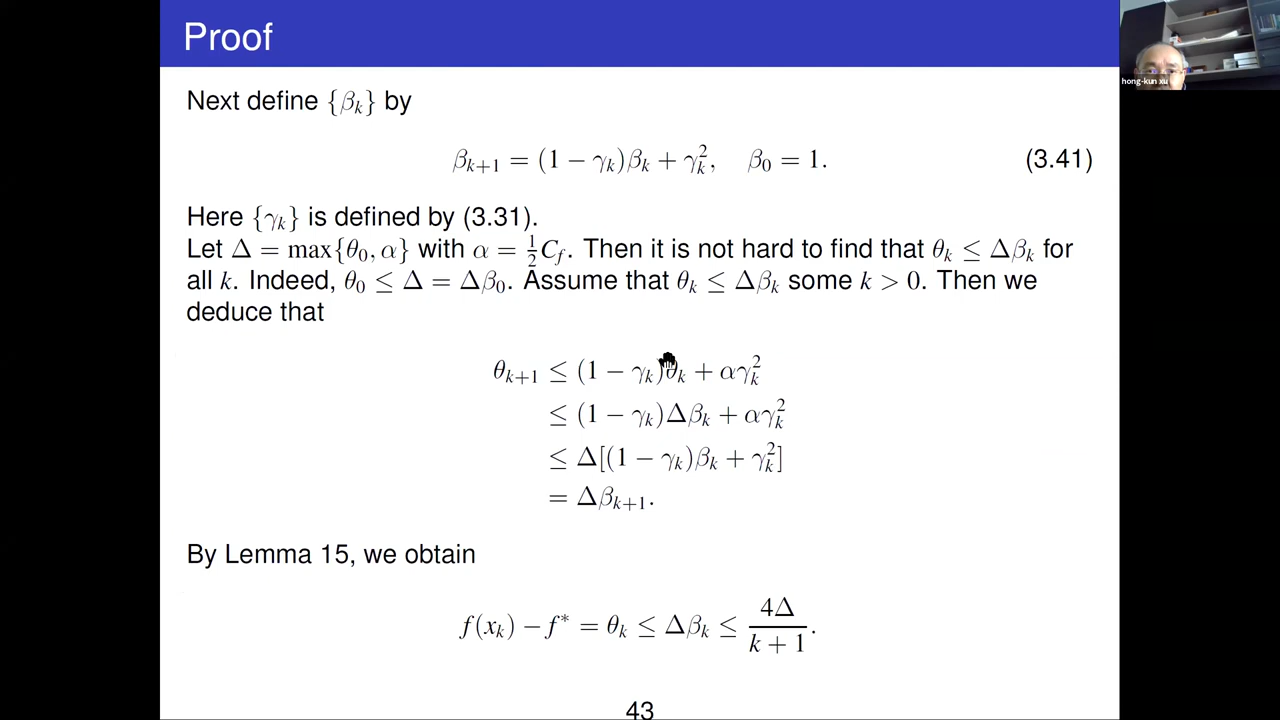 Proof
hong-kun xu
Next define {β_k} by
β_{k+1} = (1 − γ_k)β_k + γ_k^2, β_0 = 1. (3.41)
Here {γ_k} is defined by (3.31).
Let Δ = max{θ_0, α} with α = ½C_f. Then it is not hard to find that θ_k ≤ Δβ_k for
all k. Indeed, θ_0 ≤ Δ = Δβ_0. Assume that θ_k ≤ Δβ_k some k > 0. Then we
deduce that
θ_{k+1} ≤ (1 − γ_k)θ_k + αγ_k^2
≤ (1 − γ_k)Δβ_k + αγ_k^2
≤ Δ[(1 − γ_k)β_k + γ_k^2]
= Δβ_{k+1}.
By Lemma 15, we obtain
f(x_k) − f* = θ_k ≤ Δβ_k ≤ 4Δ/(k + 1).
43